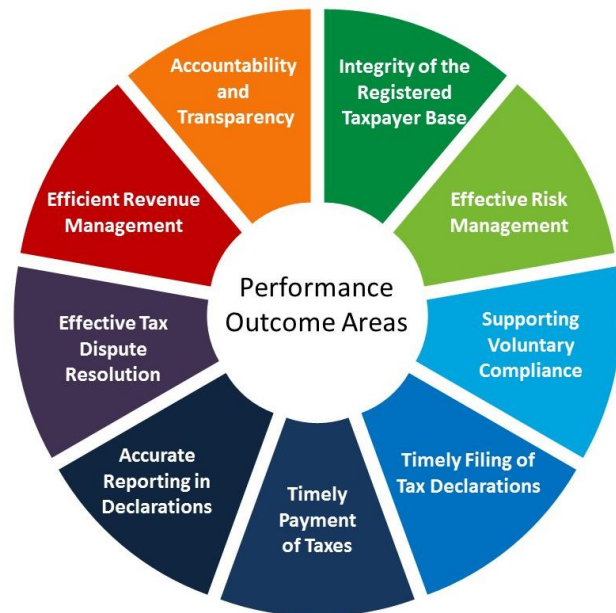 Performance
Outcome Areas
Integrity of the
Registered
Taxpayer Base
Effective Risk
Management
Supporting
Voluntary
Compliance
Timely Filing of
Tax Declarations
Timely
Payment
of Taxes
Accurate
Reporting in
Declarations
Effective Tax
Dispute
Resolution
Efficient Revenue
Management
Accountability
and
Transparency